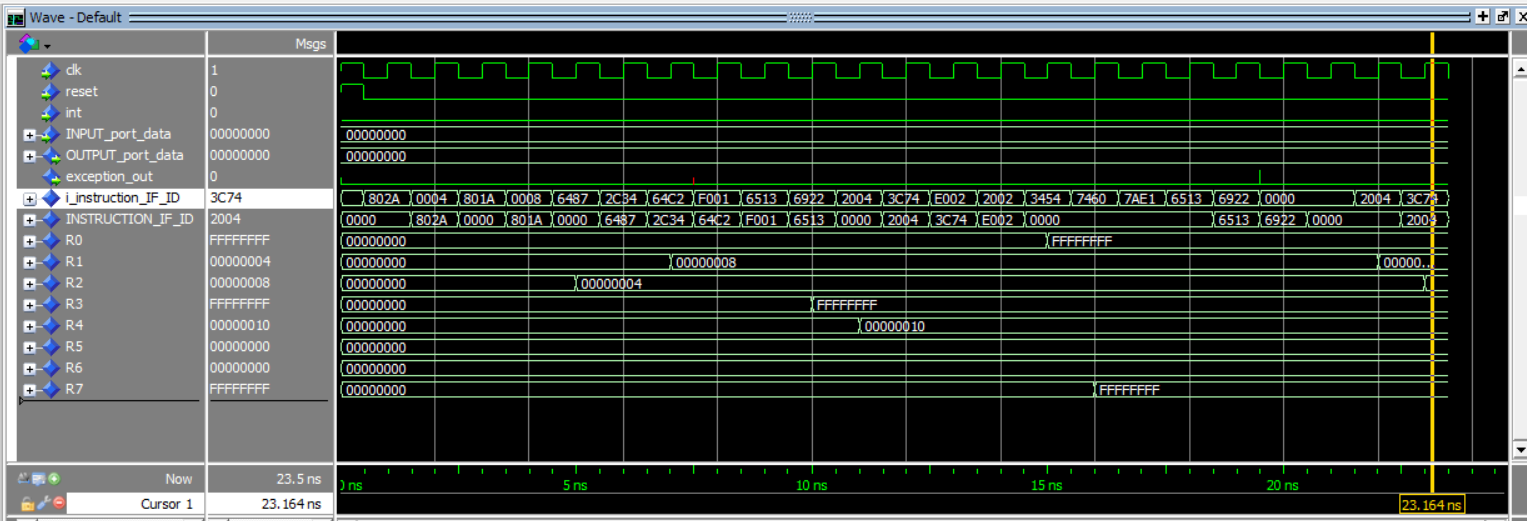 Wave - Default
Msgs
clk 1
reset 0
int 0
INPUT_port_data 00000000 00000000
OUTPUT_port_data 00000000 00000000
exception_out 0
i_instruction_IF_ID 3C74 802A 0004 801A 0008 6487 2C34 64C2 F001 6513 6922 2004 3C74 E002 2002 3454 7460 7AE1 6513 6922 0000 2004 3C74
INSTRUCTION_IF_ID 2004 0000 802A 0000 801A 0000 6487 2C34 64C2 F001 6513 0000 2004 3C74 E002 0000 6513 6922 0000 2004
R0 FFFFFFFF 00000000 FFFFFFFF
R1 00000004 00000000 00000008 00000...
R2 00000008 00000000 00000004
R3 FFFFFFFF 00000000 FFFFFFFF
R4 00000010 00000000 00000010
R5 00000000 00000000
R6 00000000 00000000
R7 FFFFFFFF 00000000 FFFFFFFF
Now 23.5 ns ns 5 ns 10 ns 15 ns 20 ns
Cursor 1 23.164 ns 23.164 ns